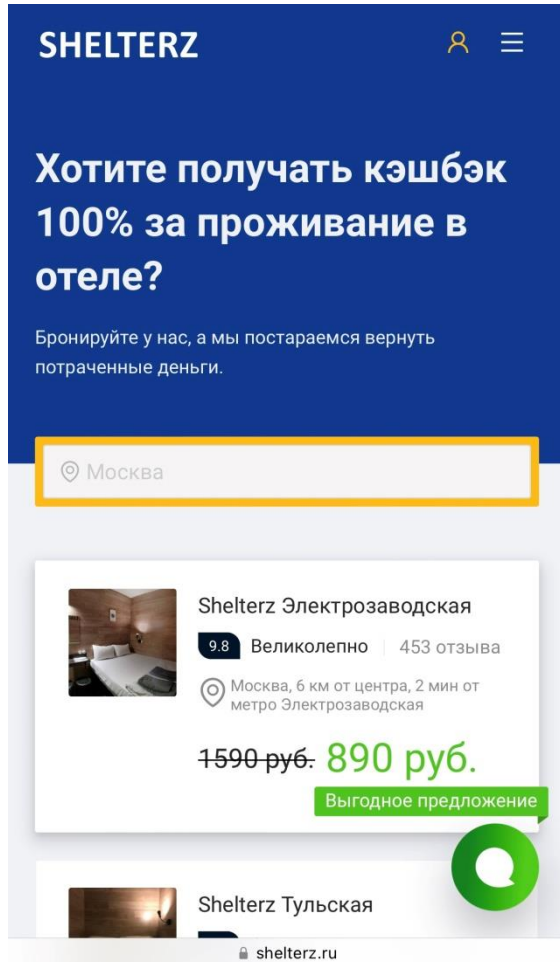 SHELTERZ
Хотите получать кэшбэк
100% за проживание в
отеле?
Бронируйте у нас, а мы постараемся вернуть
потраченные деньги.
Москва
Shelterz Электрозаводская
9.8 Великолепно 453 отзыва
Москва, 6 км от центра, 2 мин от
метро Электрозаводская
1590 руб. 890 руб.
Выгодное предложение
Shelterz Тульская
shelterz.ru